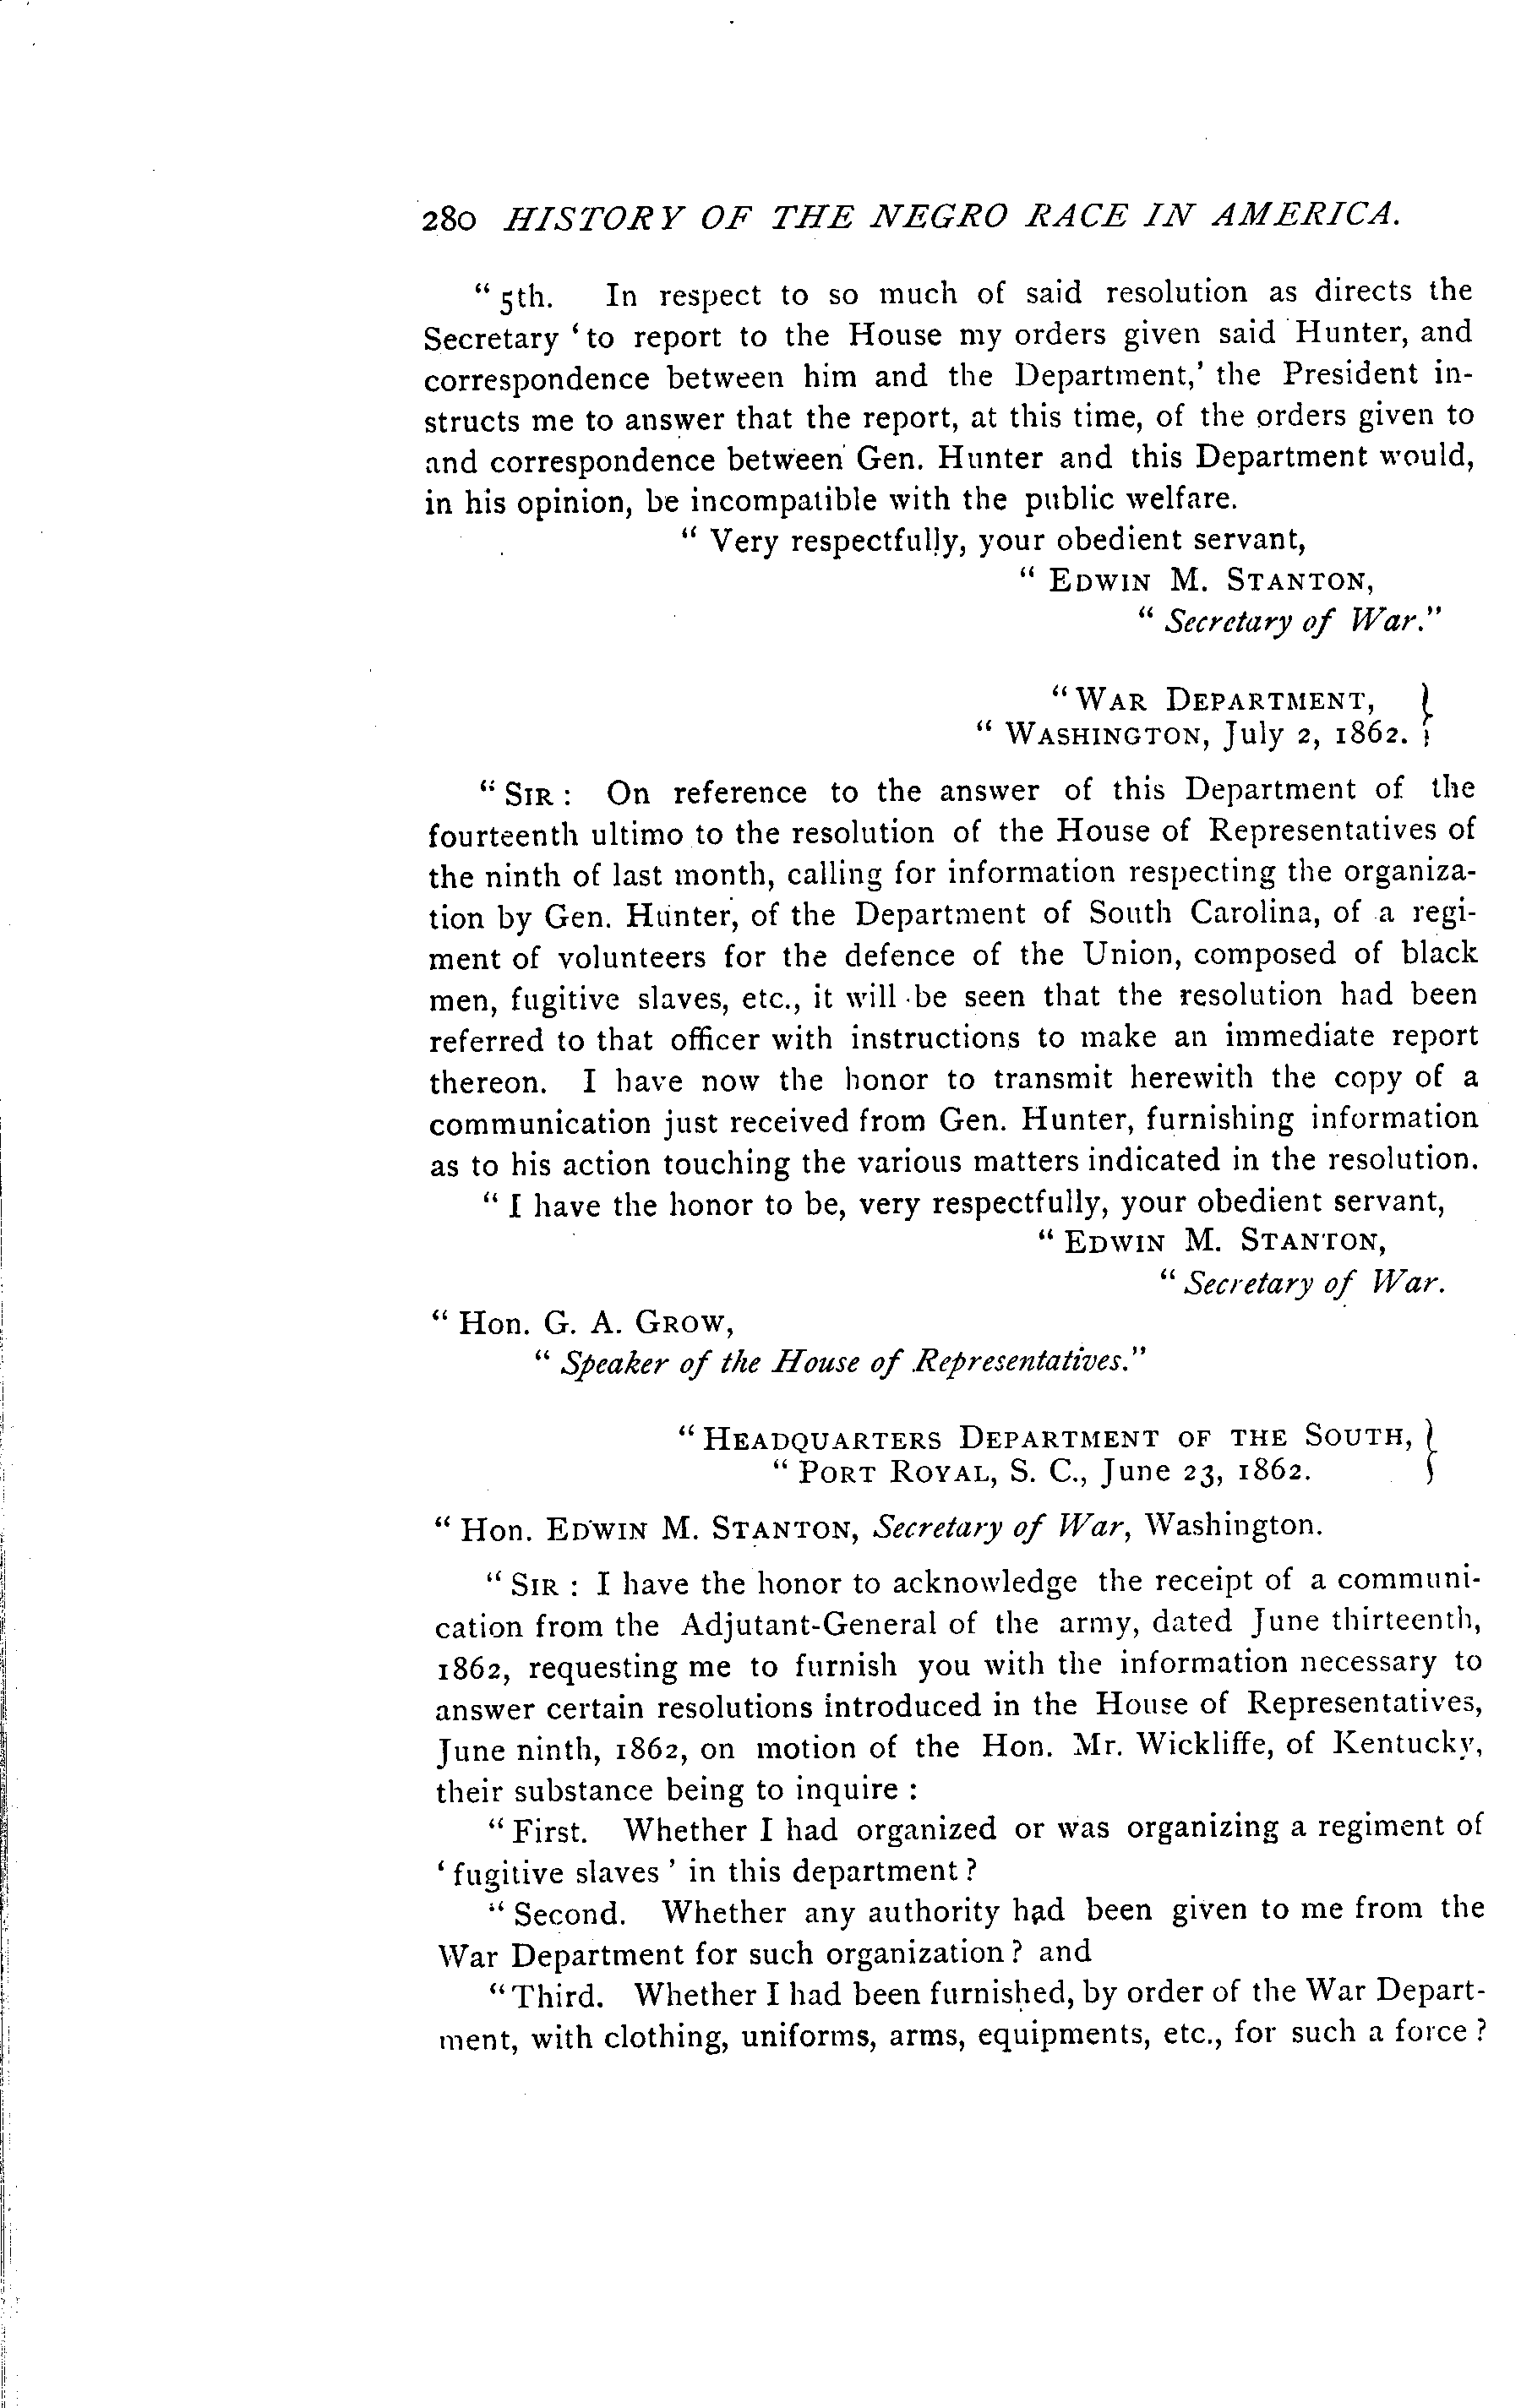 280 HISTORY OF THE NEGRO RACE IN AMERICA.
“ 5th. In respect to so much of said resolution as directs the
Secretary ‘ to report to the House my orders given said Hunter, and
correspondence between him and the Department,’ the President in-
structs me to answer that the report, at this time, of the orders given to
and correspondence between Gen. Hunter and this Department would,
in his opinion, be incompatible with the public welfare.
“ Very respectfully, your obedient servant,
“ EDWIN M. STANTON,
“ Secretary of War.”
“ WAR DEPARTMENT,
“ WASHINGTON, July 2, 1862. }
“ SIR : On reference to the answer of this Department of the
fourteenth ultimo to the resolution of the House of Representatives of
the ninth of last month, calling for information respecting the organiza-
tion by Gen. Hunter, of the Department of South Carolina, of a regi-
ment of volunteers for the defence of the Union, composed of black
men, fugitive slaves, etc., it will be seen that the resolution had been
referred to that officer with instructions to make an immediate report
thereon. I have now the honor to transmit herewith the copy of a
communication just received from Gen. Hunter, furnishing information
as to his action touching the various matters indicated in the resolution.
“ I have the honor to be, very respectfully, your obedient servant,
“ EDWIN M. STANTON,
“ Secretary of War.
“ Hon. G. A. GROW,
“ Speaker of the House of Representatives.”
“ HEADQUARTERS DEPARTMENT OF THE SOUTH,
“ PORT ROYAL, S. C., June 23, 1862. }
“ Hon. EDWIN M. STANTON, Secretary of War, Washington.
“ SIR : I have the honor to acknowledge the receipt of a communi-
cation from the Adjutant-General of the army, dated June thirteenth,
1862, requesting me to furnish you with the information necessary to
answer certain resolutions introduced in the House of Representatives,
June ninth, 1862, on motion of the Hon. Mr. Wickliffe, of Kentucky,
their substance being to inquire :
“ First. Whether I had organized or was organizing a regiment of
‘ fugitive slaves ’ in this department ?
“ Second. Whether any authority had been given to me from the
War Department for such organization ? and
“ Third. Whether I had been furnished, by order of the War Depart-
ment, with clothing, uniforms, arms, equipments, etc., for such a force ?